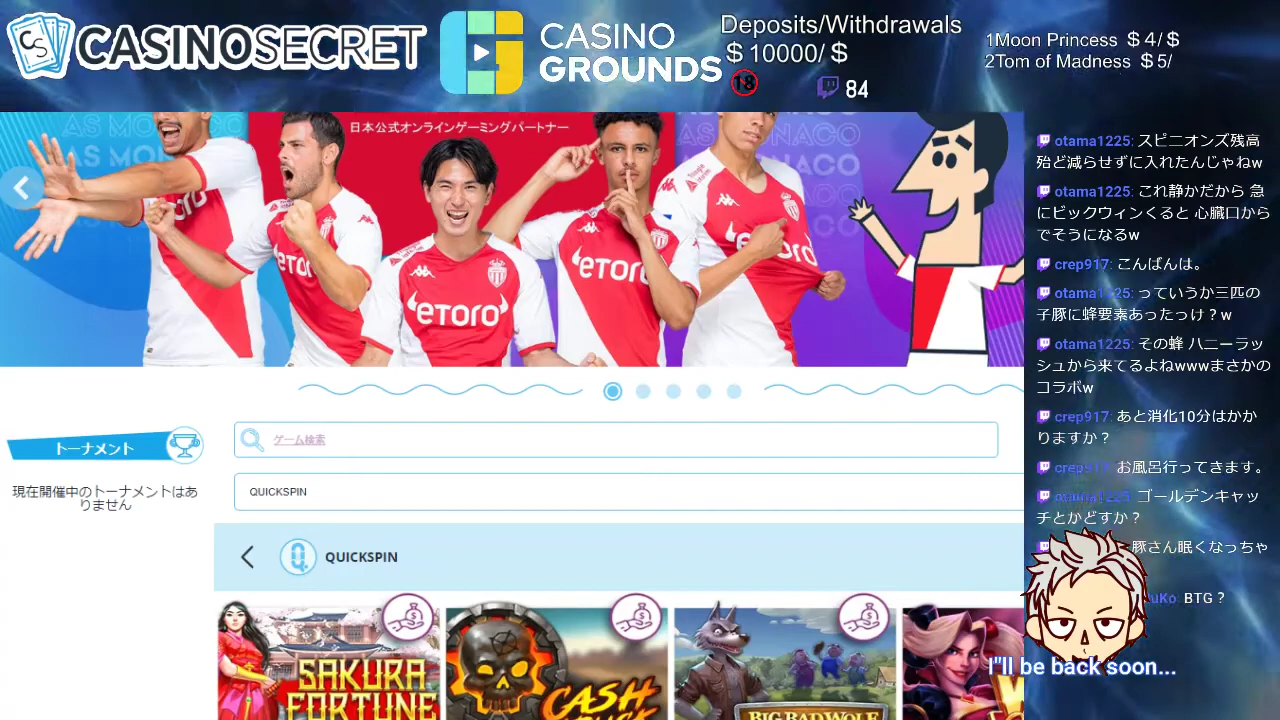 CASINOSECRET
CS
CASINO
GROUNDS
Deposits/Withdrawals
$ 10000/ $
18
84
1Moon Princess $ 4/ $
2Tom of Madness $ 5/
AS MONACO
日本公式オンラインゲーミングパートナー
eToro
eToro
eToro
トーナメント
現在開催中のトーナメントはあ
りません
ゲーム検索
QUICKSPIN
QUICKSPIN
SAKURA
FORTUNE
CASH
BIG BAD WOLF
otama1225: スピニオンズ残高
殆ど減らせずに入れたんじゃねw
otama1225: これ静かだから 急
にビックウィンくると 心臓口から
でそうになるw
crep917: こんばんは。
otama1225: っていうか三匹の
子豚に蜂要素あったっけ？w
otama1225: その蜂 ハニーラッ
シュから来てるよねwwwまさかの
コラボw
crep917: あと消化10分はかか
りますか？
crep917: お風呂行ってきます。
otama1225: ゴールデンキャッ
チとかどすか？
豚さん眠くなっちゃ
uKo: BTG？
I"ll be back soon...